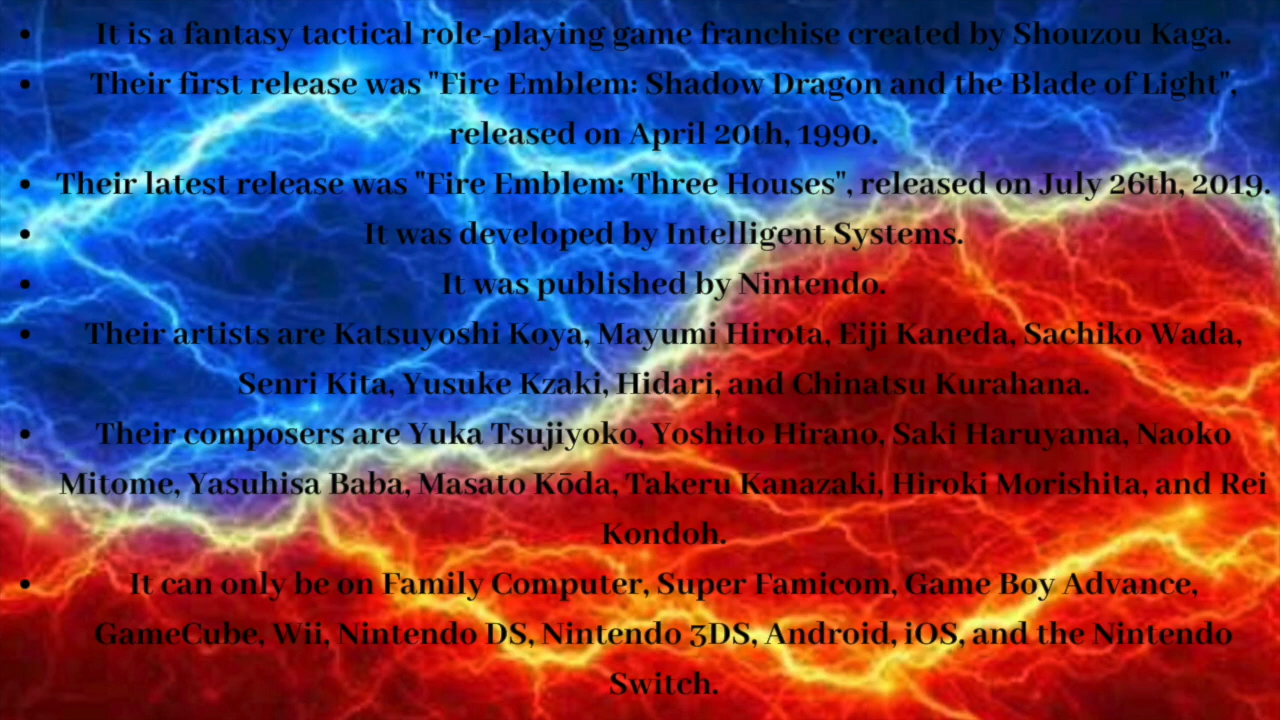 • It is a fantasy tactical role-playing game franchise created by Shouzou Kaga.
• Their first release was "Fire Emblem: Shadow Dragon and the Blade of Light",
released on April 20th, 1990.
• Their latest release was "Fire Emblem: Three Houses", released on July 26th, 2019.
• It was developed by Intelligent Systems.
• It was published by Nintendo.
• Their artists are Katsuyoshi Koya, Mayumi Hirota, Eiji Kaneda, Sachiko Wada,
Senri Kita, Yusuke Kzaki, Hidari, and Chinatsu Kurahana.
• Their composers are Yuka Tsujiyoko, Yoshito Hirano, Saki Haruyama, Naoko
Mitome, Yasuhisa Baba, Masato Kōda, Takeru Kanazaki, Hiroki Morishita, and Rei
Kondoh.
• It can only be on Family Computer, Super Famicom, Game Boy Advance,
GameCube, Wii, Nintendo DS, Nintendo 3DS, Android, iOS, and the Nintendo
Switch.